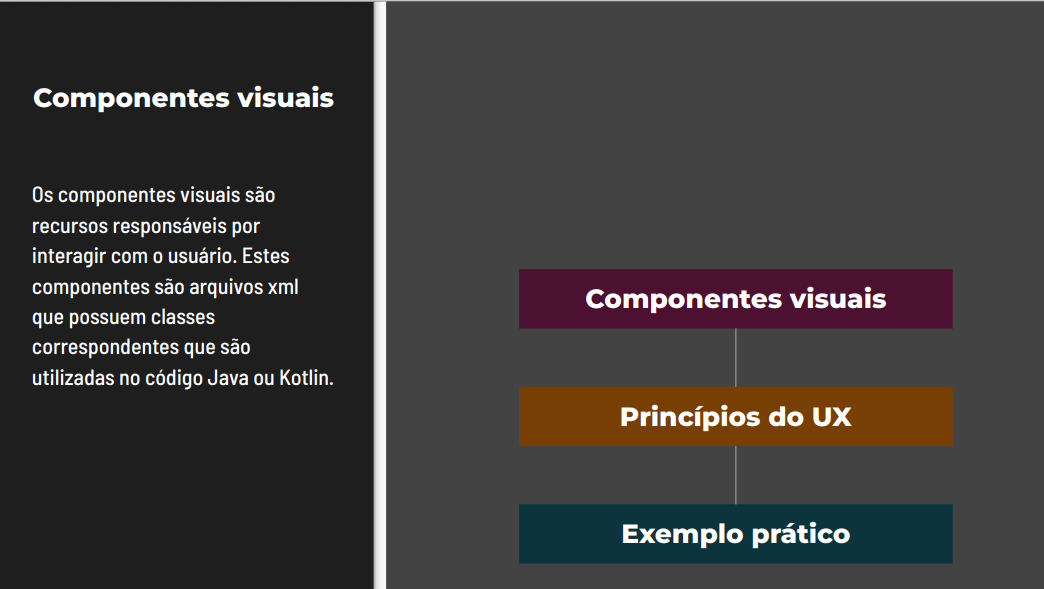 Componentes visuais
Os componentes visuais são
recursos responsáveis por
interagir com o usuário. Estes
componentes são arquivos xml
que possuem classes
correspondentes que são
utilizadas no código Java ou Kotlin.
Componentes visuais
Princípios do UX
Exemplo prático